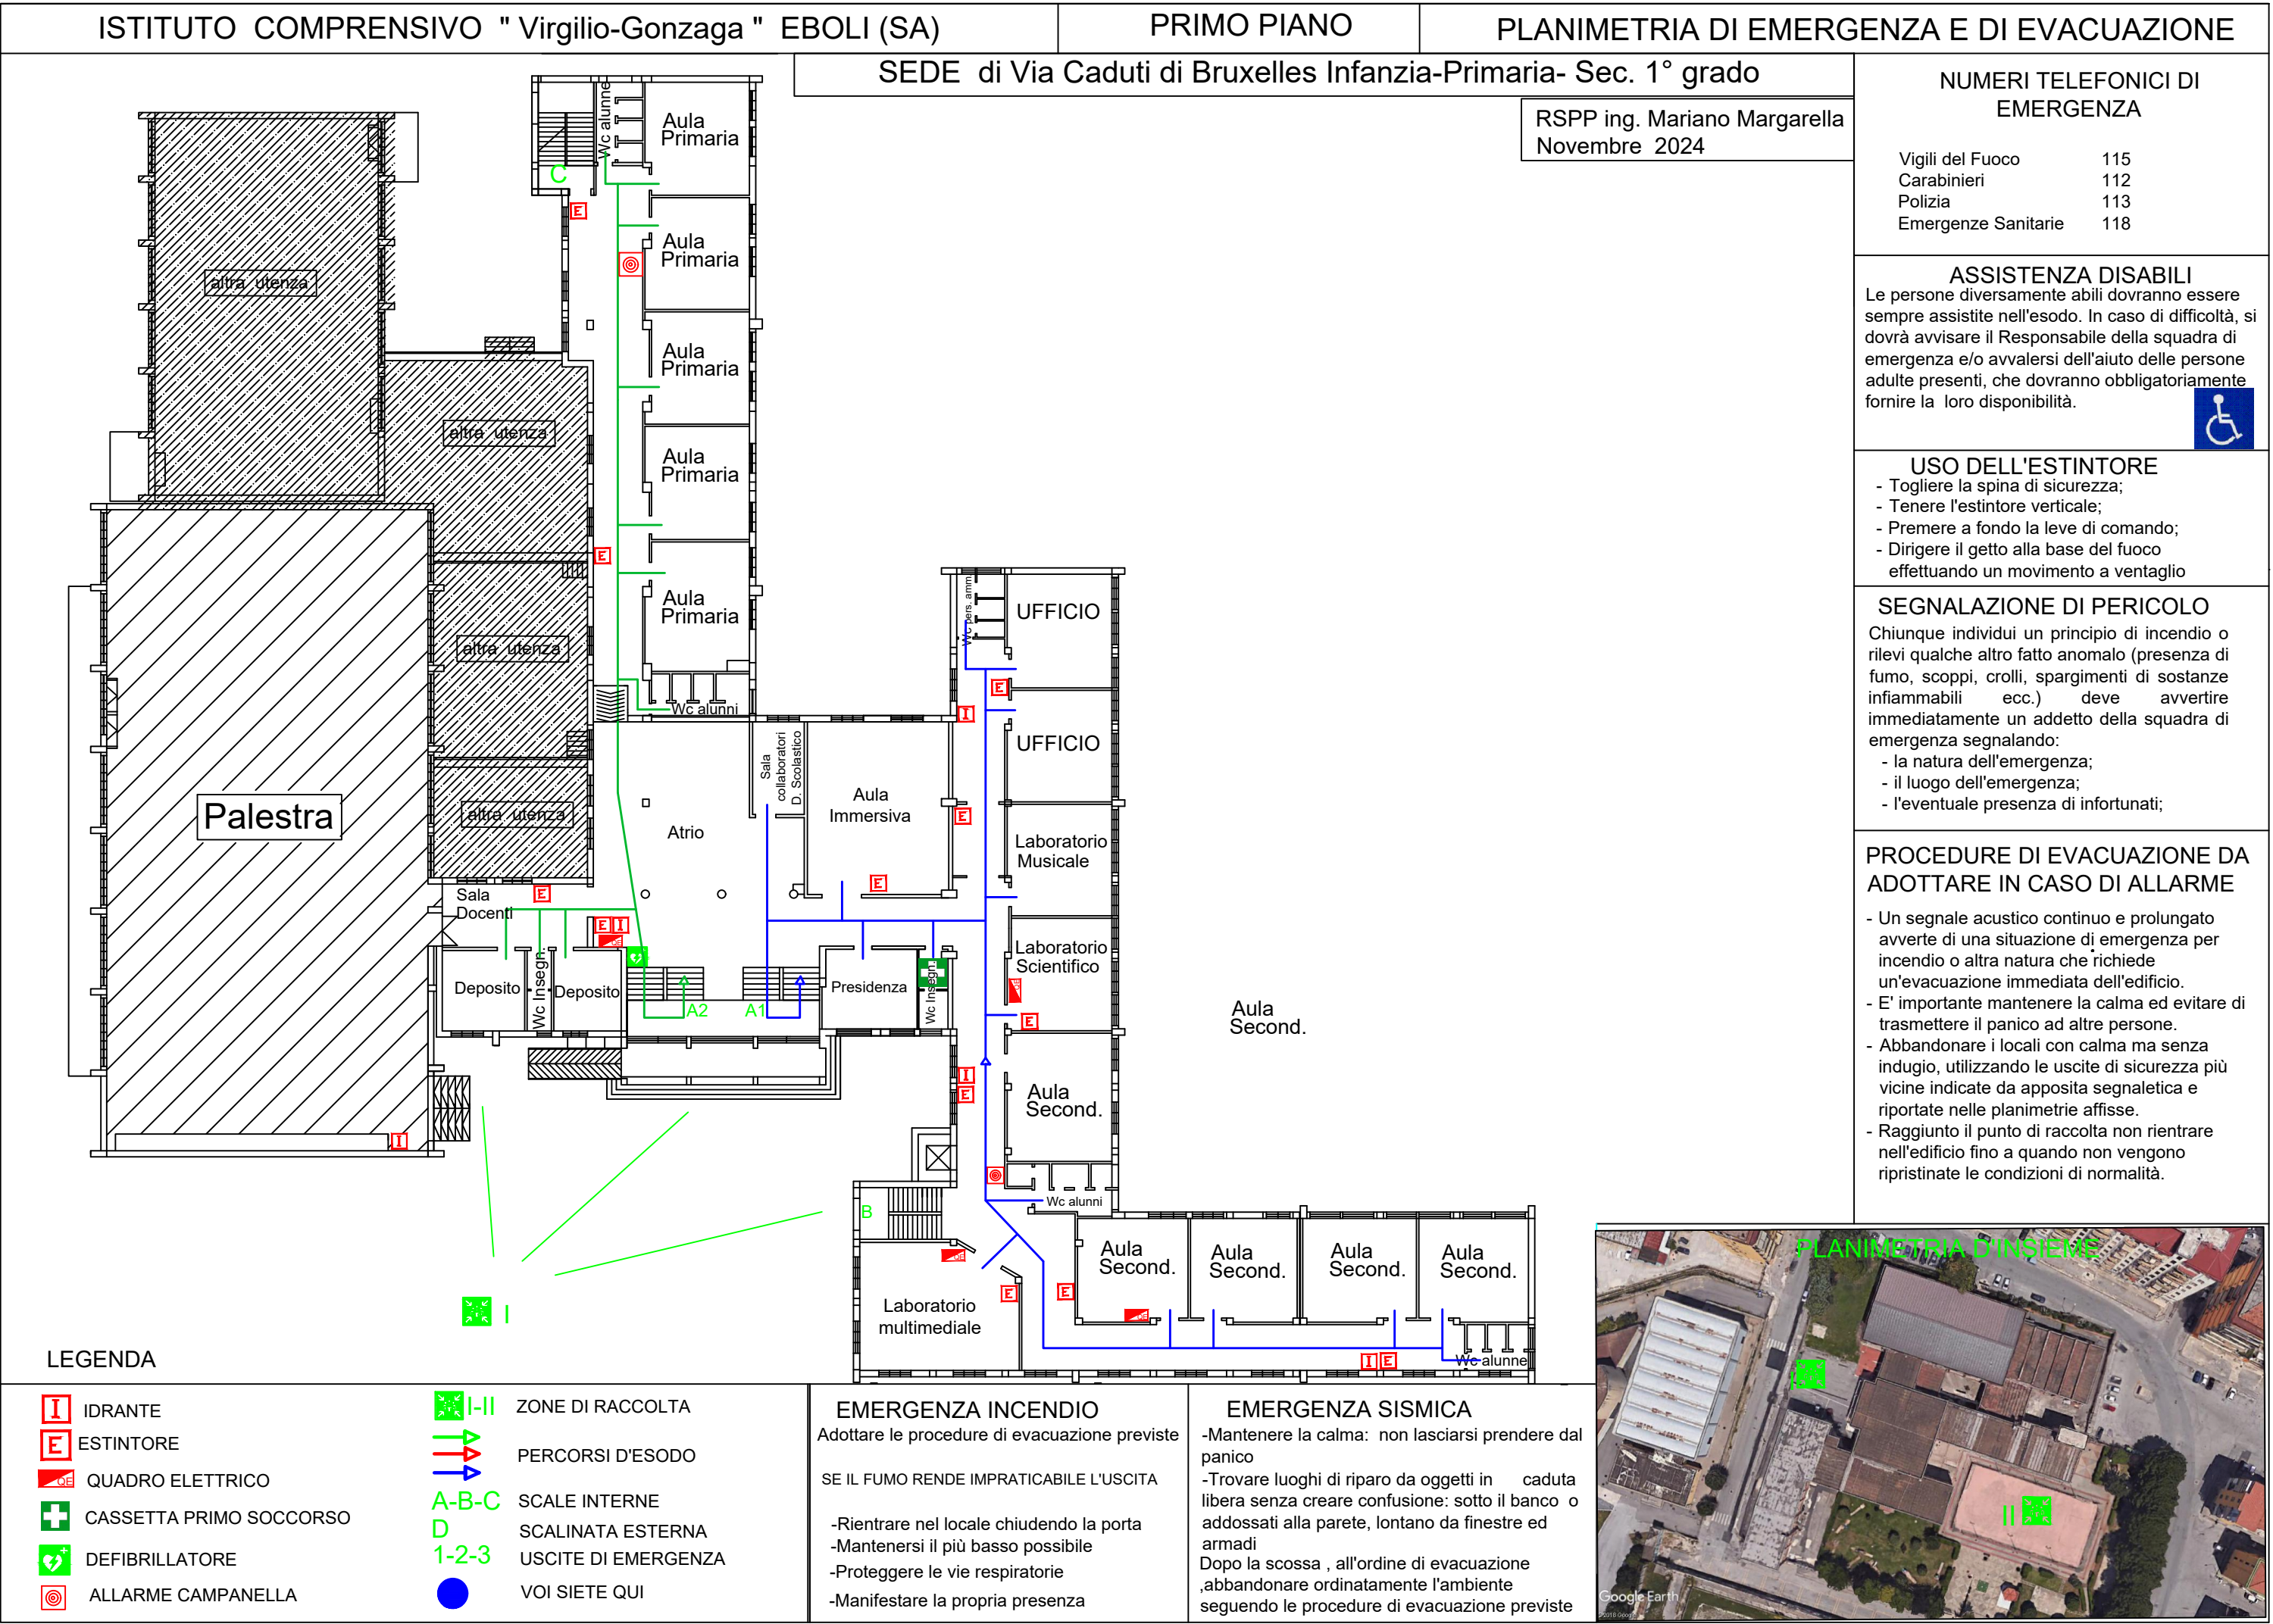 ISTITUTO COMPRENSIVO " Virgilio-Gonzaga " EBOLI (SA)
PRIMO PIANO
PLANIMETRIA DI EMERGENZA E DI EVACUAZIONE
SEDE di Via Caduti di Bruxelles Infanzia-Primaria- Sec. 1° grado
RSPP ing. Mariano Margarella
Novembre 2024
NUMERI TELEFONICI DI
EMERGENZA
Vigili del Fuoco 115
Carabinieri 112
Polizia 113
Emergenze Sanitarie 118
ASSISTENZA DISABILI
Le persone diversamente abili dovranno essere
sempre assistite nell'esodo. In caso di difficoltà, si
dovrà avvisare il Responsabile della squadra di
emergenza e/o avvalersi dell'aiuto delle persone
adulte presenti, che dovranno obbligatoriamente
fornire la loro disponibilità.
USO DELL'ESTINTORE
- Togliere la spina di sicurezza;
- Tenere l'estintore verticale;
- Premere a fondo la leve di comando;
- Dirigere il getto alla base del fuoco
effettuando un movimento a ventaglio
SEGNALAZIONE DI PERICOLO
Chiunque individui un principio di incendio o
rilevi qualche altro fatto anomalo (presenza di
fumo, scoppi, crolli, spargimenti di sostanze
infiammabili ecc.) deve avvertire
immediatamente un addetto della squadra di
emergenza segnalando:
- la natura dell'emergenza;
- il luogo dell'emergenza;
- l'eventuale presenza di infortunati;
PROCEDURE DI EVACUAZIONE DA
ADOTTARE IN CASO DI ALLARME
- Un segnale acustico continuo e prolungato
avverte di una situazione di emergenza per
incendio o altra natura che richiede
un'evacuazione immediata dell'edificio.
- E' importante mantenere la calma ed evitare di
trasmettere il panico ad altre persone.
- Abbandonare i locali con calma ma senza
indugio, utilizzando le uscite di sicurezza più
vicine indicate da apposita segnaletica e
riportate nelle planimetrie affisse.
- Raggiunto il punto di raccolta non rientrare
nell'edificio fino a quando non vengono
ripristinate le condizioni di normalità.
Wc alunne
Aula
Primaria
C
E
Aula
Primaria
altra utenza
Aula
Primaria
altra utenza
Aula
Primaria
E
Aula
Primaria
altra utenza
Wc alunni
Wc pers. amm.
UFFICIO
E
I
UFFICIO
Sala
collaboratori
D. Scolastico
Aula
Immersiva
E
Palestra
altra utenza
Atrio
Laboratorio
Musicale
E
Sala
Docenti
E
E I
QE
Laboratorio
Scientifico
Deposito
Wc Insegn.
Deposito
A2
A1
Presidenza
Wc Insegn.
E
Aula
Second.
I
E
Aula
Second.
I
Wc alunni
B
QE
Aula
Second.
Aula
Second.
Aula
Second.
Aula
Second.
E
E
QE
Laboratorio
multimediale
I E
Wc alunne
I
LEGENDA
I IDRANTE
E ESTINTORE
QE QUADRO ELETTRICO
CASSETTA PRIMO SOCCORSO
DEFIBRILLATORE
ALLARME CAMPANELLA
I-II ZONE DI RACCOLTA
PERCORSI D'ESODO
A-B-C SCALE INTERNE
D SCALINATA ESTERNA
1-2-3 USCITE DI EMERGENZA
VOI SIETE QUI
EMERGENZA INCENDIO
Adottare le procedure di evacuazione previste
SE IL FUMO RENDE IMPRATICABILE L'USCITA
-Rientrare nel locale chiudendo la porta
-Mantenersi il più basso possibile
-Proteggere le vie respiratorie
-Manifestare la propria presenza
EMERGENZA SISMICA
-Mantenere la calma: non lasciarsi prendere dal
panico
-Trovare luoghi di riparo da oggetti in caduta
libera senza creare confusione: sotto il banco o
addossati alla parete, lontano da finestre ed
armadi
Dopo la scossa , all'ordine di evacuazione
,abbandonare ordinatamente l'ambiente
seguendo le procedure di evacuazione previste
PLANIMETRIA D'INSIEME
I
II
Google Earth